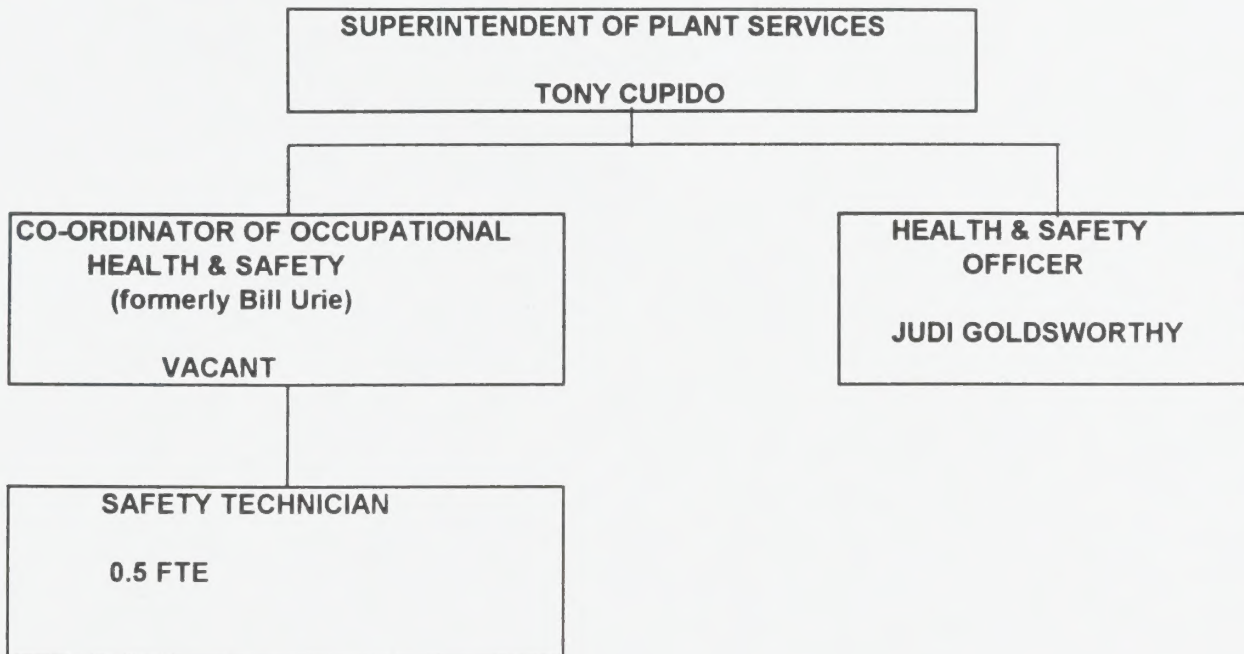 SUPERINTENDENT OF PLANT SERVICES
TONY CUPIDO
CO-ORDINATOR OF OCCUPATIONAL
HEALTH & SAFETY
(formerly Bill Urie)
VACANT
HEALTH & SAFETY
OFFICER
JUDI GOLDSWORTHY
SAFETY TECHNICIAN
0.5 FTE